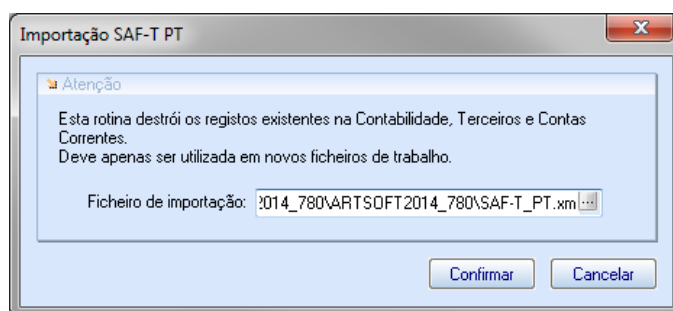 Importação SAF-T PT
Atenção
Esta rotina destrói os registos existentes na Contabilidade, Terceiros e Contas
Correntes.
Deve apenas ser utilizada em novos ficheiros de trabalho.
Ficheiro de importação: 2014_780\ARTSOFT2014_780\SAF-T_PT.xm ...
Confirmar Cancelar